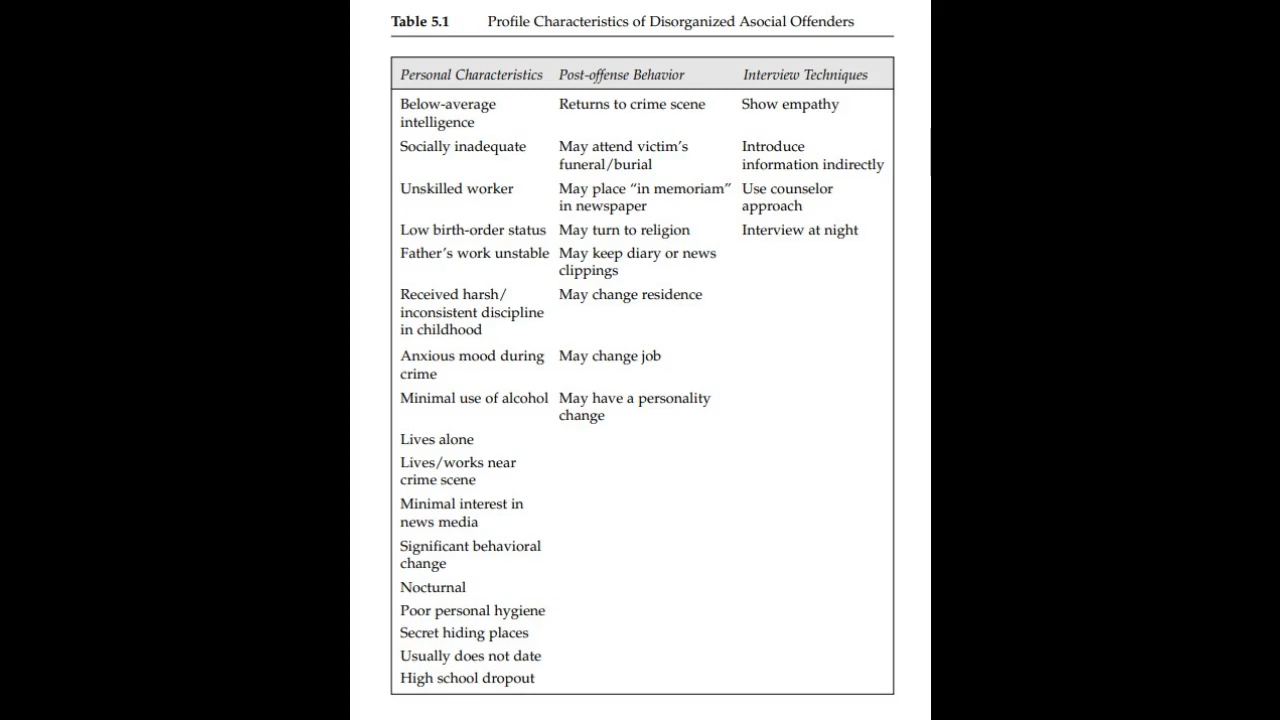 Table 5.1 Profile Characteristics of Disorganized Asocial Offenders
Personal Characteristics Post-offense Behavior Interview Techniques
Below-average Returns to crime scene Show empathy
intelligence
Socially inadequate May attend victim’s Introduce
funeral/burial information indirectly
Unskilled worker May place “in memoriam” Use counselor
in newspaper approach
Low birth-order status May turn to religion Interview at night
Father’s work unstable May keep diary or news
clippings
Received harsh/ May change residence
inconsistent discipline
in childhood
Anxious mood during May change job
crime
Minimal use of alcohol May have a personality
change
Lives alone
Lives/works near
crime scene
Minimal interest in
news media
Significant behavioral
change
Nocturnal
Poor personal hygiene
Secret hiding places
Usually does not date
High school dropout